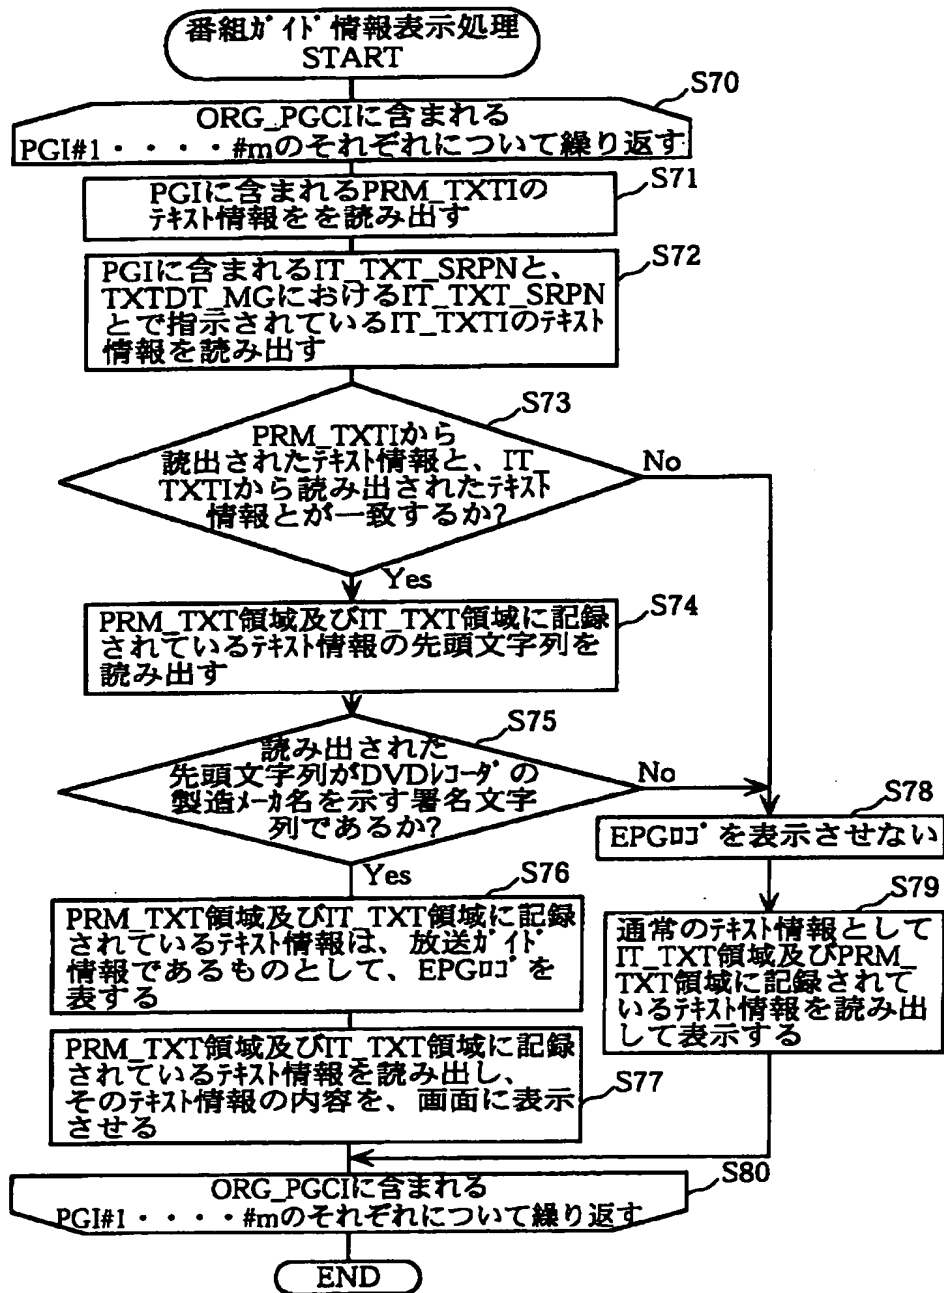 番組ガイド情報表示処理
START
S70
ORG_PGCIに含まれる
PGI#1・・・・#mのそれぞれについて繰り返す
S71
PGIに含まれるPRM_TXTIの
テキスト情報をを読み出す
S72
PGIに含まれるIT_TXT_SRPNと、
TXTDT_MGにおけるIT_TXT_SRPN
とで指示されているIT_TXTIのテキスト
情報を読み出す
S73
PRM_TXTIから
読出されたテキスト情報と、IT_
TXTIから読み出されたテキスト
情報とが一致するか?
No
Yes
S74
PRM_TXT領域及びIT_TXT領域に記録
されているテキスト情報の先頭文字列を
読み出す
S75
読み出された
先頭文字列がDVDレコーダの
製造メーカ名を示す署名文字
列であるか?
No
Yes
S78
EPGロゴを表示させない
S76
PRM_TXT領域及びIT_TXT領域に記録
されているテキスト情報は、放送ガイド
情報であるものとして、EPGロゴを
表する
S79
通常のテキスト情報として
IT_TXT領域及びPRM_
TXT領域に記録されて
いるテキスト情報を読み出
して表示する
PRM_TXT領域及びIT_TXT領域に記録
されているテキスト情報を読み出し、
そのテキスト情報の内容を、画面に表示
させる
S77
S80
ORG_PGCIに含まれる
PGI#1・・・・#mのそれぞれについて繰り返す
END